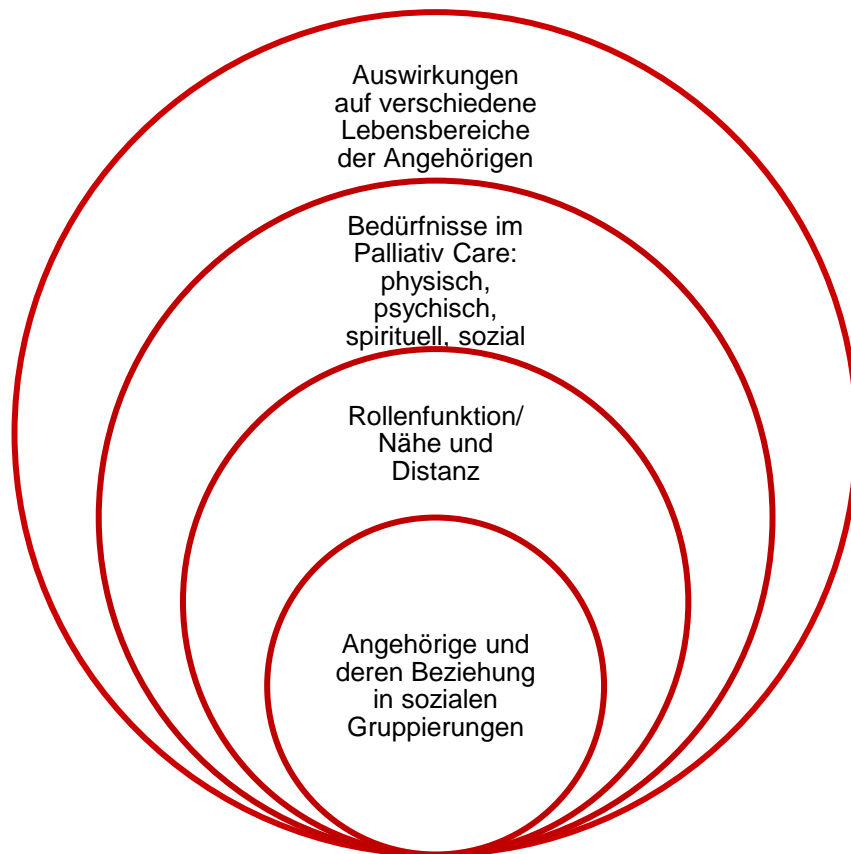 Auswirkungen
auf verschiedene
Lebensbereiche
der Angehörigen
Bedürfnisse im
Palliativ Care:
physisch,
psychisch,
spirituell, sozial
Rollenfunktion/
Nähe und
Distanz
Angehörige und
deren Beziehung
in sozialen
Gruppierungen